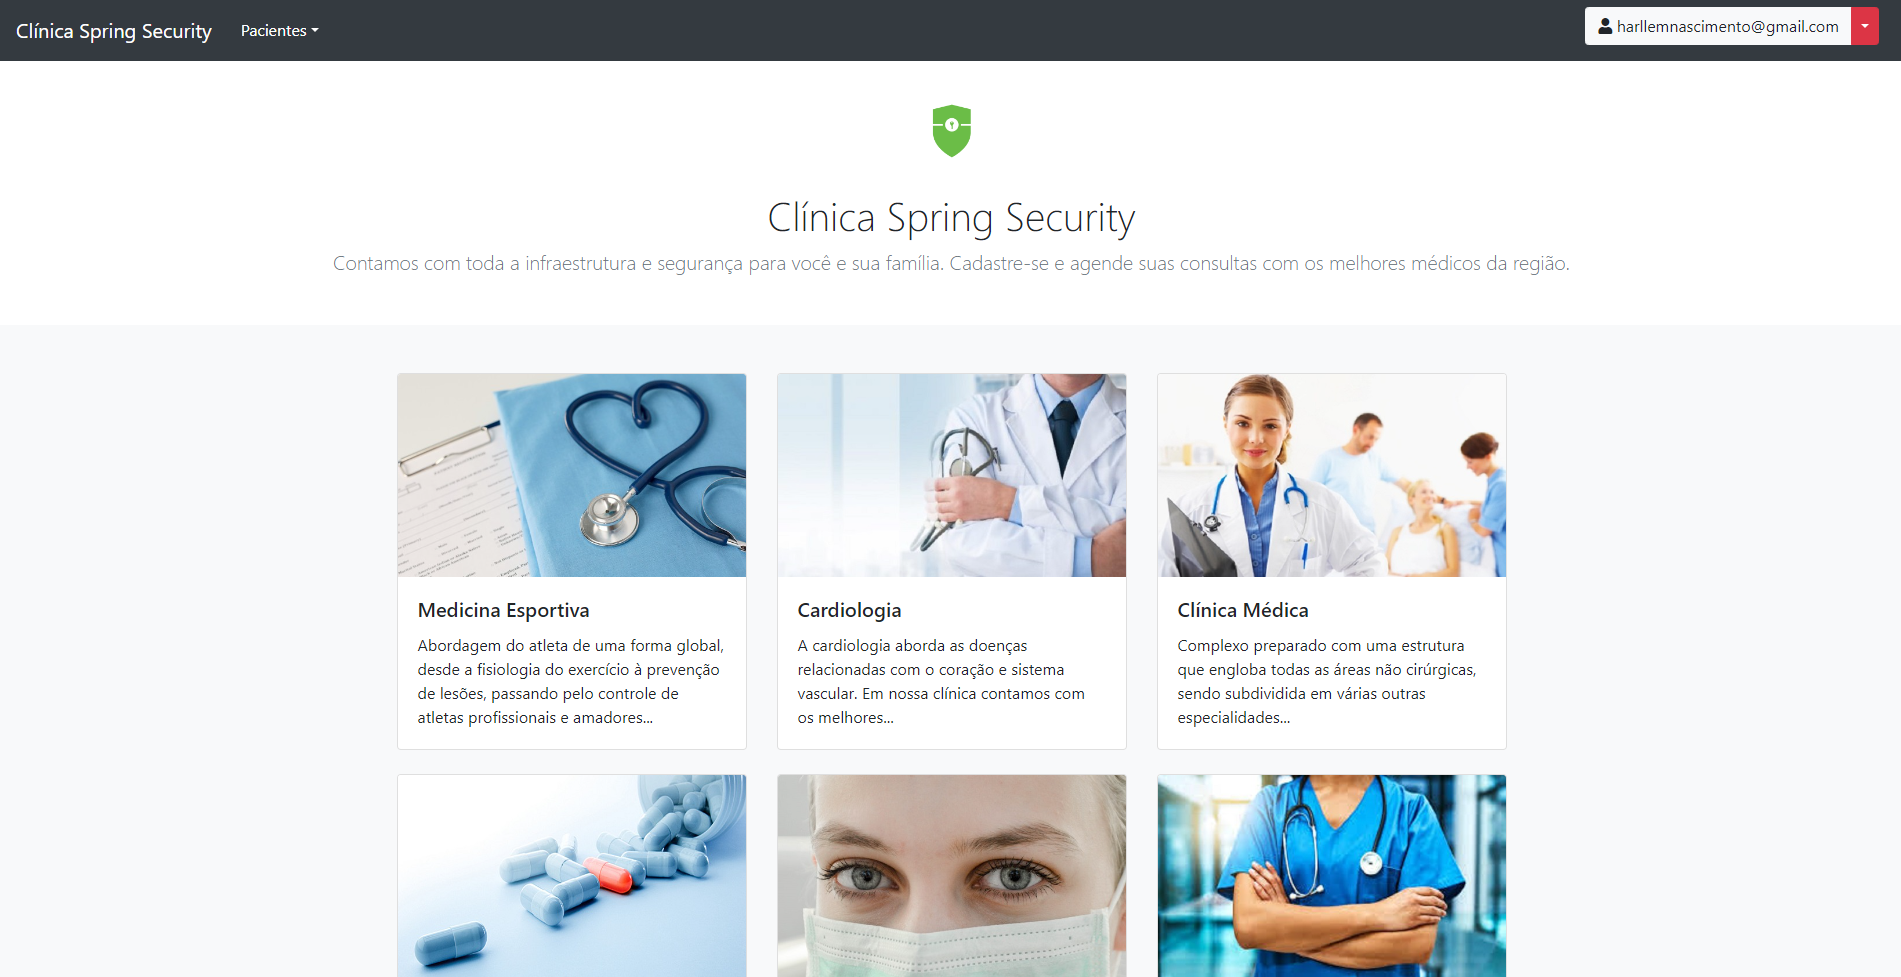 Clínica Spring Security
Pacientes
harllemnascimento@gmail.com
Clínica Spring Security
Contamos com toda a infraestrutura e segurança para você e sua família. Cadastre-se e agende suas consultas com os melhores médicos da região.
Medicina Esportiva
Abordagem do atleta de uma forma global,
desde a fisiologia do exercício à prevenção
de lesões, passando pelo controle de
atletas profissionais e amadores...
Cardiologia
A cardiologia aborda as doenças
relacionadas com o coração e sistema
vascular. Em nossa clínica contamos com
os melhores...
Clínica Médica
Complexo preparado com uma estrutura
que engloba todas as áreas não cirúrgicas,
sendo subdividida em várias outras
especialidades...